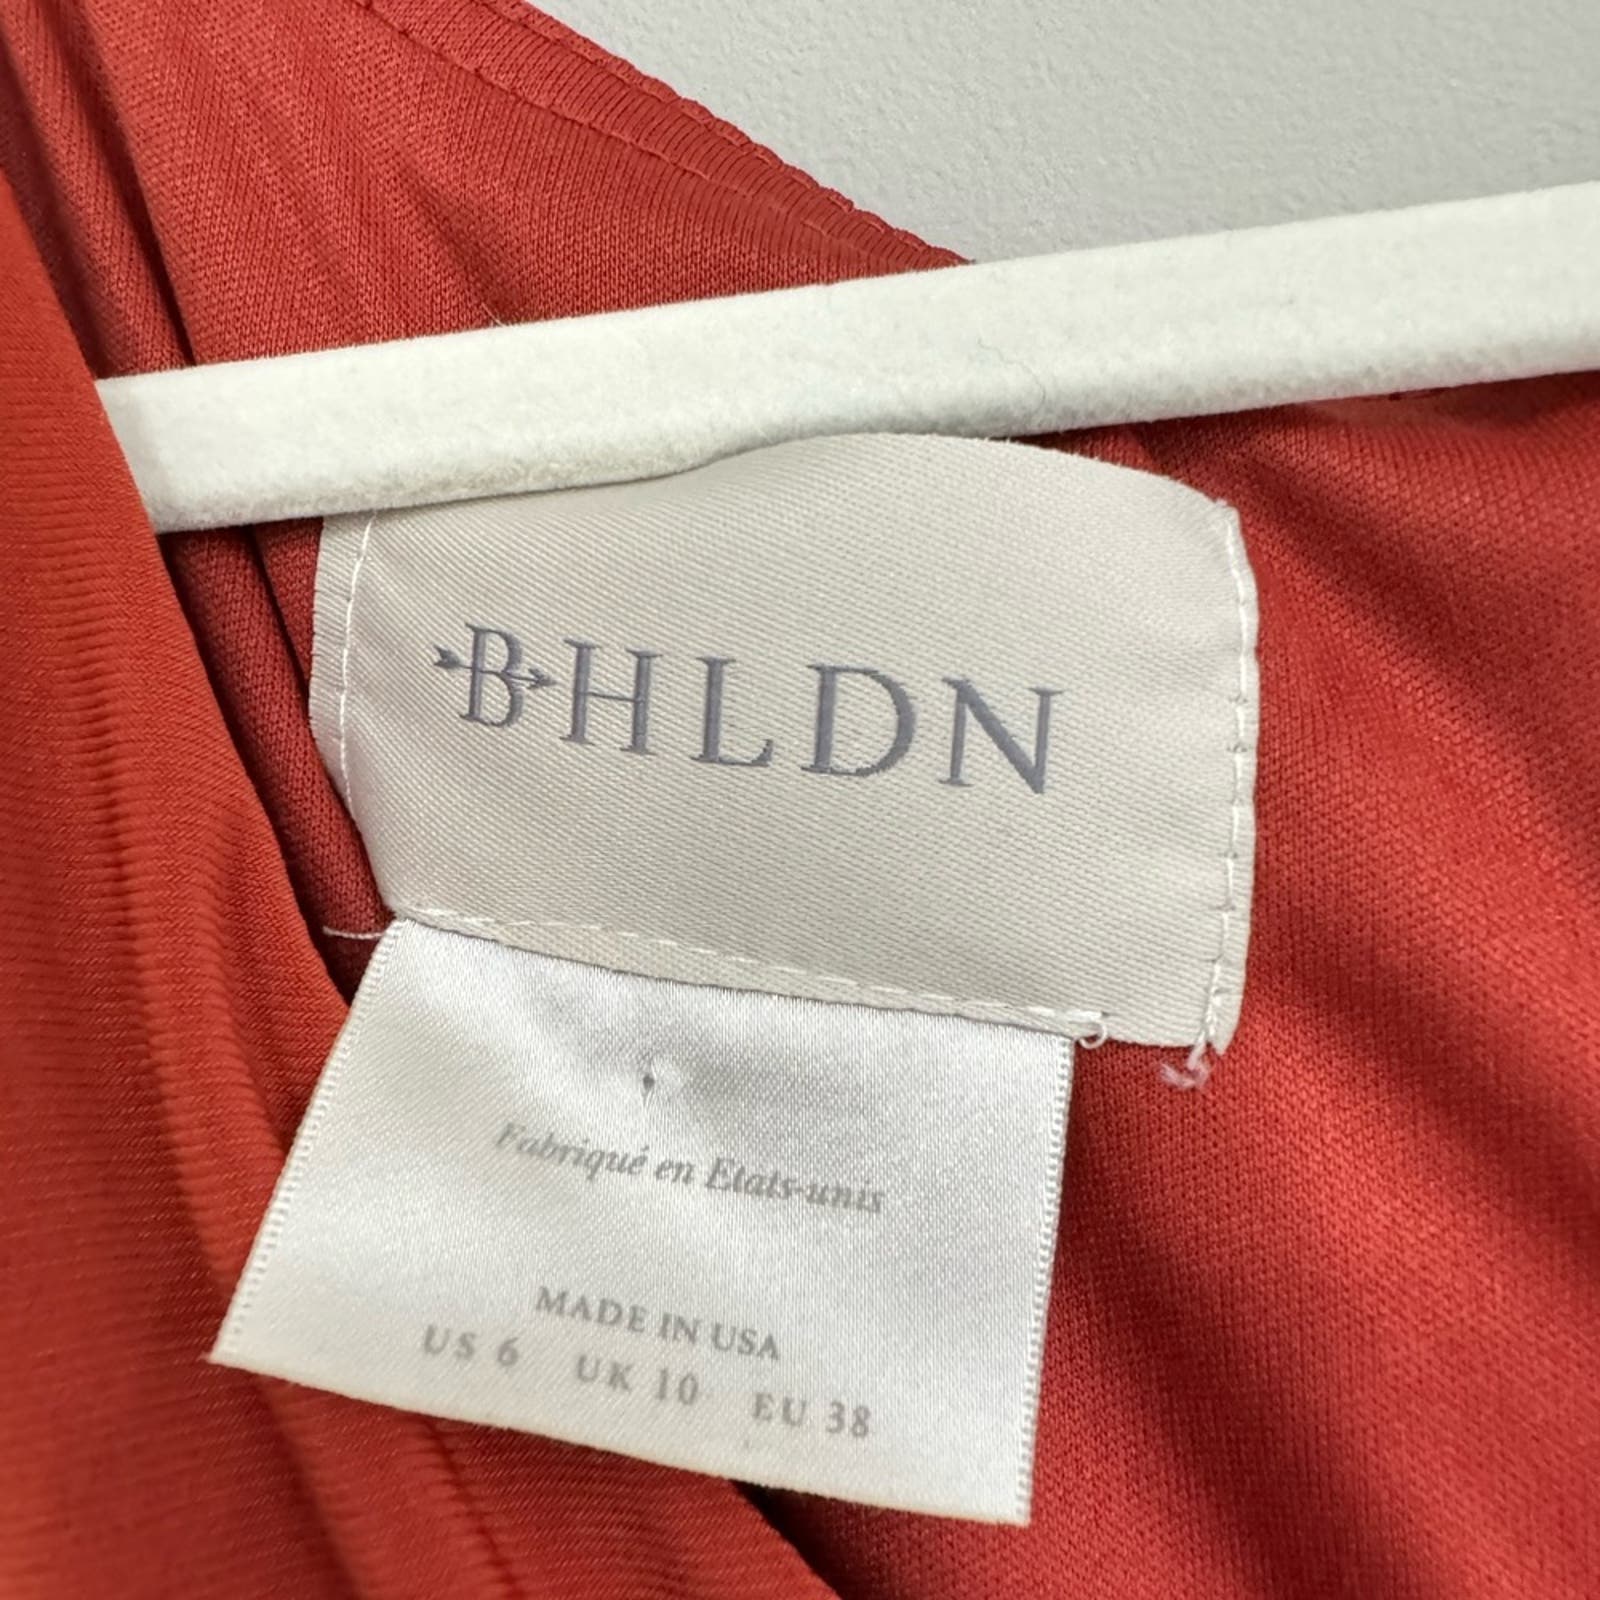 BHLDN
Fabriqué en Etats-unis
MADE IN USA
US 6 UK 10 EU 38